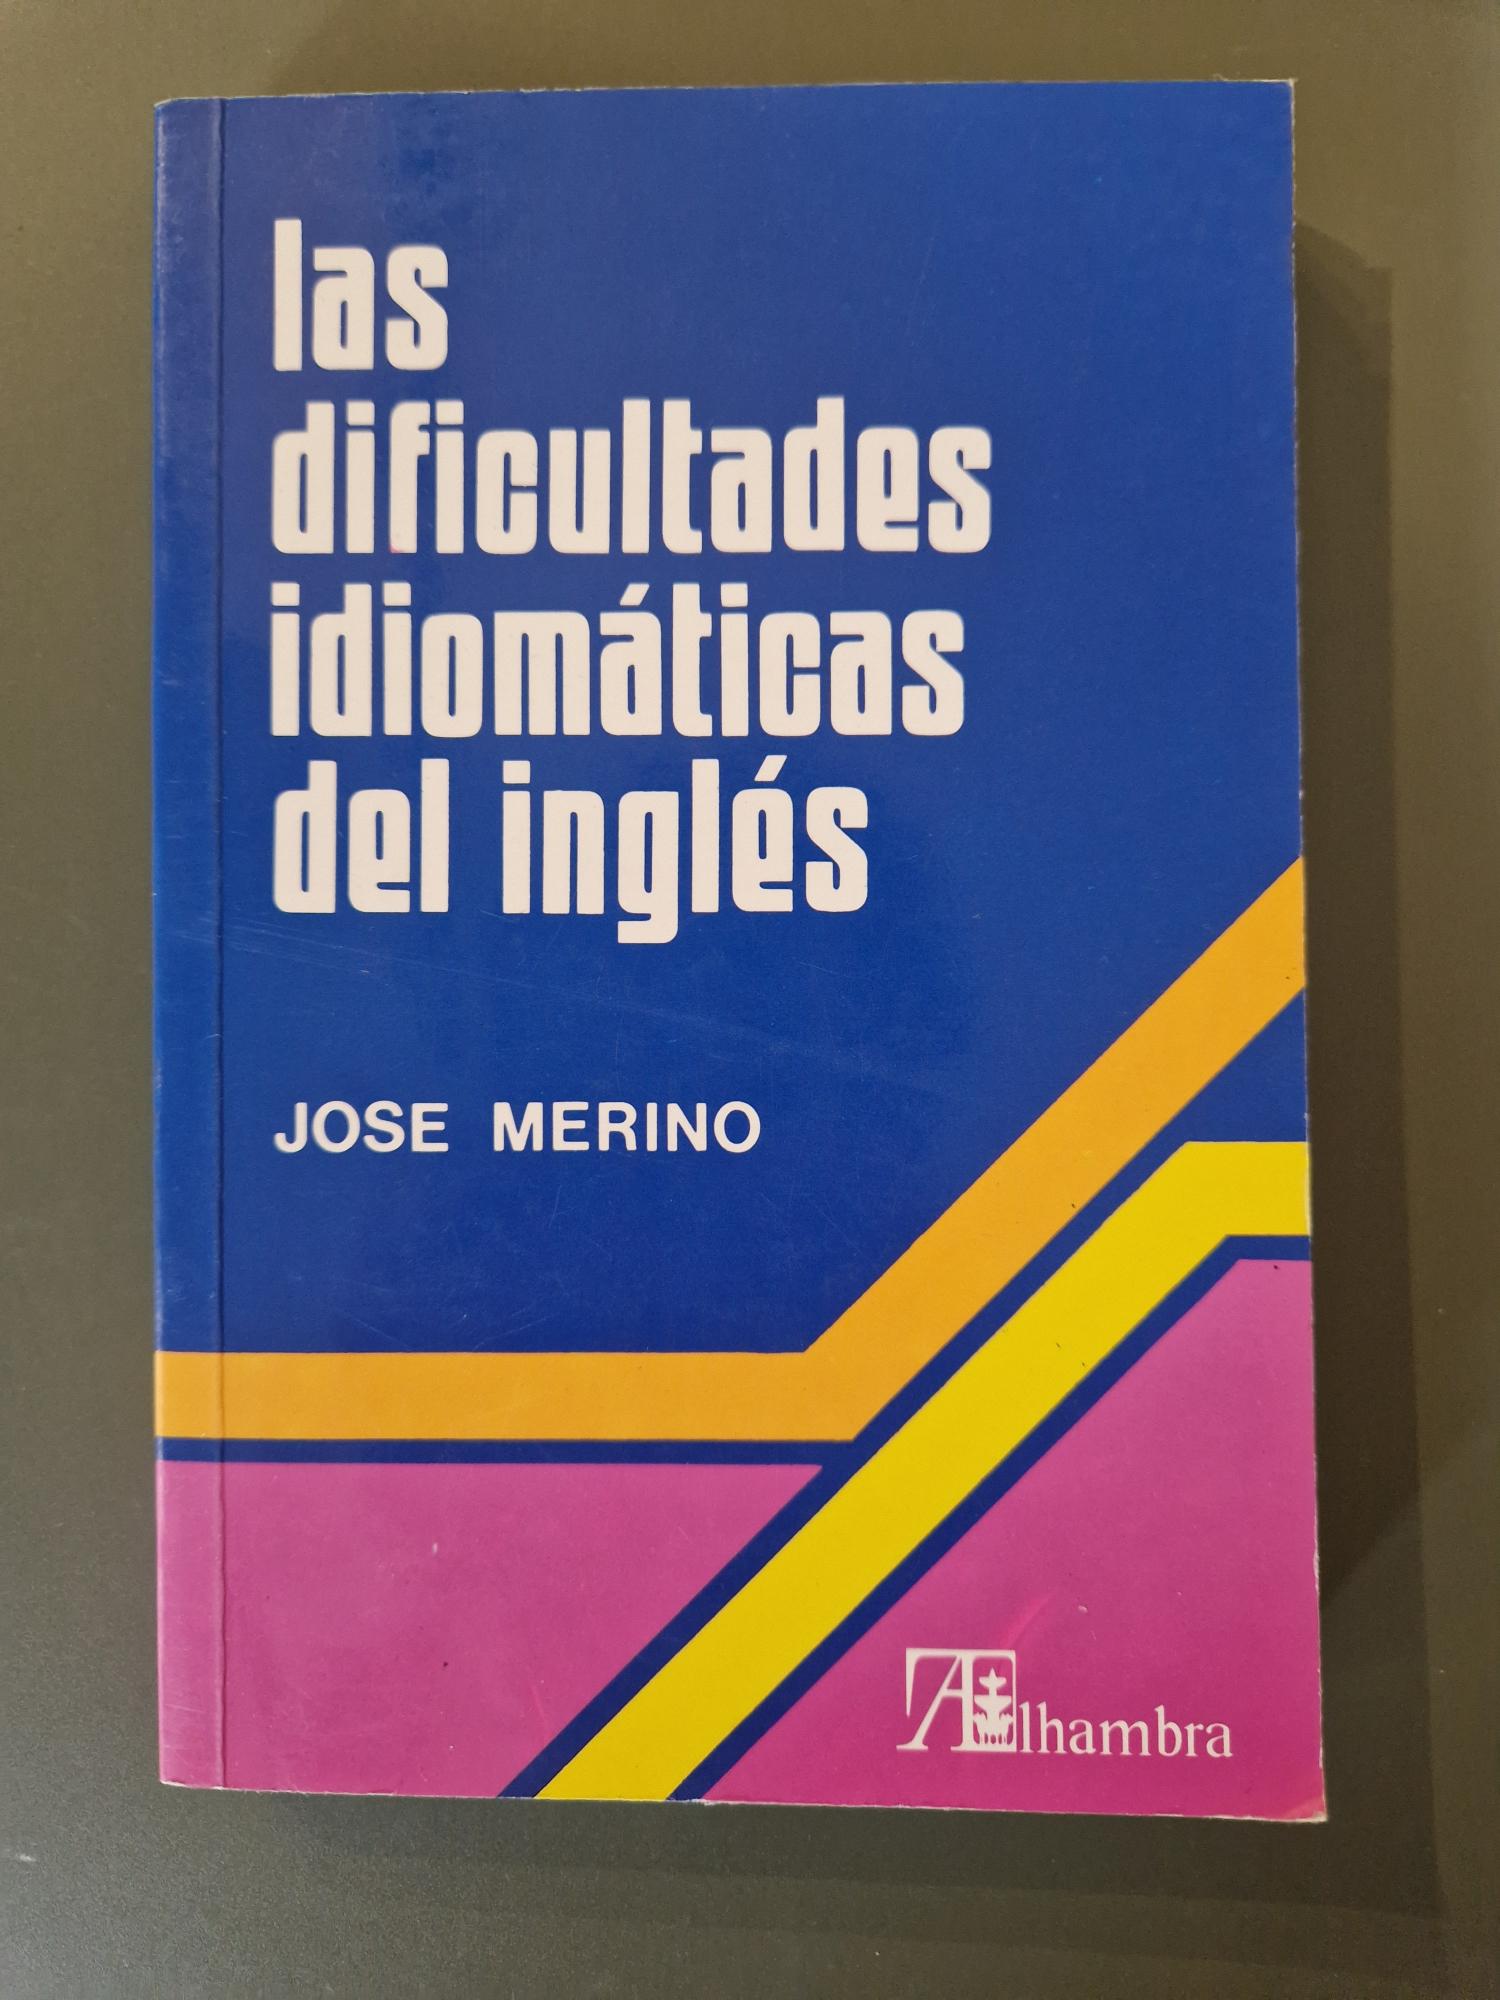 las
dificultades
idiomáticas
del inglés
JOSE MERINO
Alhambra